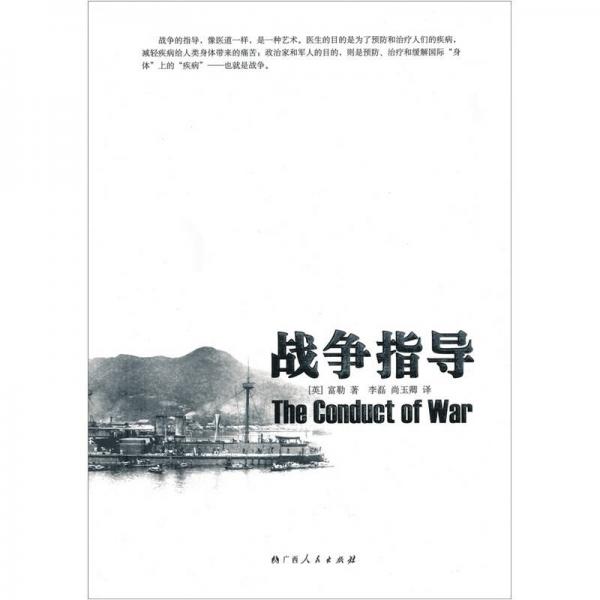 战争的指导，像医道一样，是一种艺术。医生的目的是为了预防和治疗人们的疾病，
减轻疾病给人类身体带来的痛苦；政治家和军人的目的，则是预防、治疗和缓解国际“身
体”上的“疾病”——也就是战争。
战争指导
[英] 富勒 著 李磊 尚玉卿 译
The Conduct of War
广西人民出版社